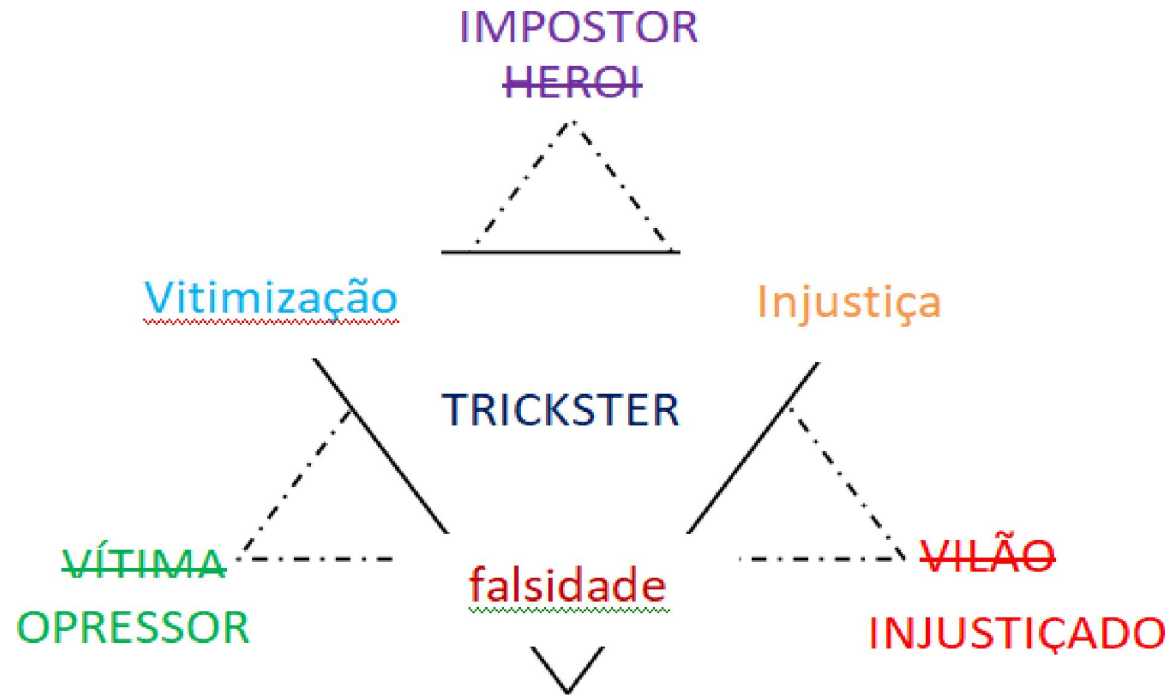 IMPOSTOR
HEROI
Vitimização
Injustiça
TRICKSTER
VÍTIMA
VILÃO
falsidade
OPRESSOR
INJUSTIÇADO